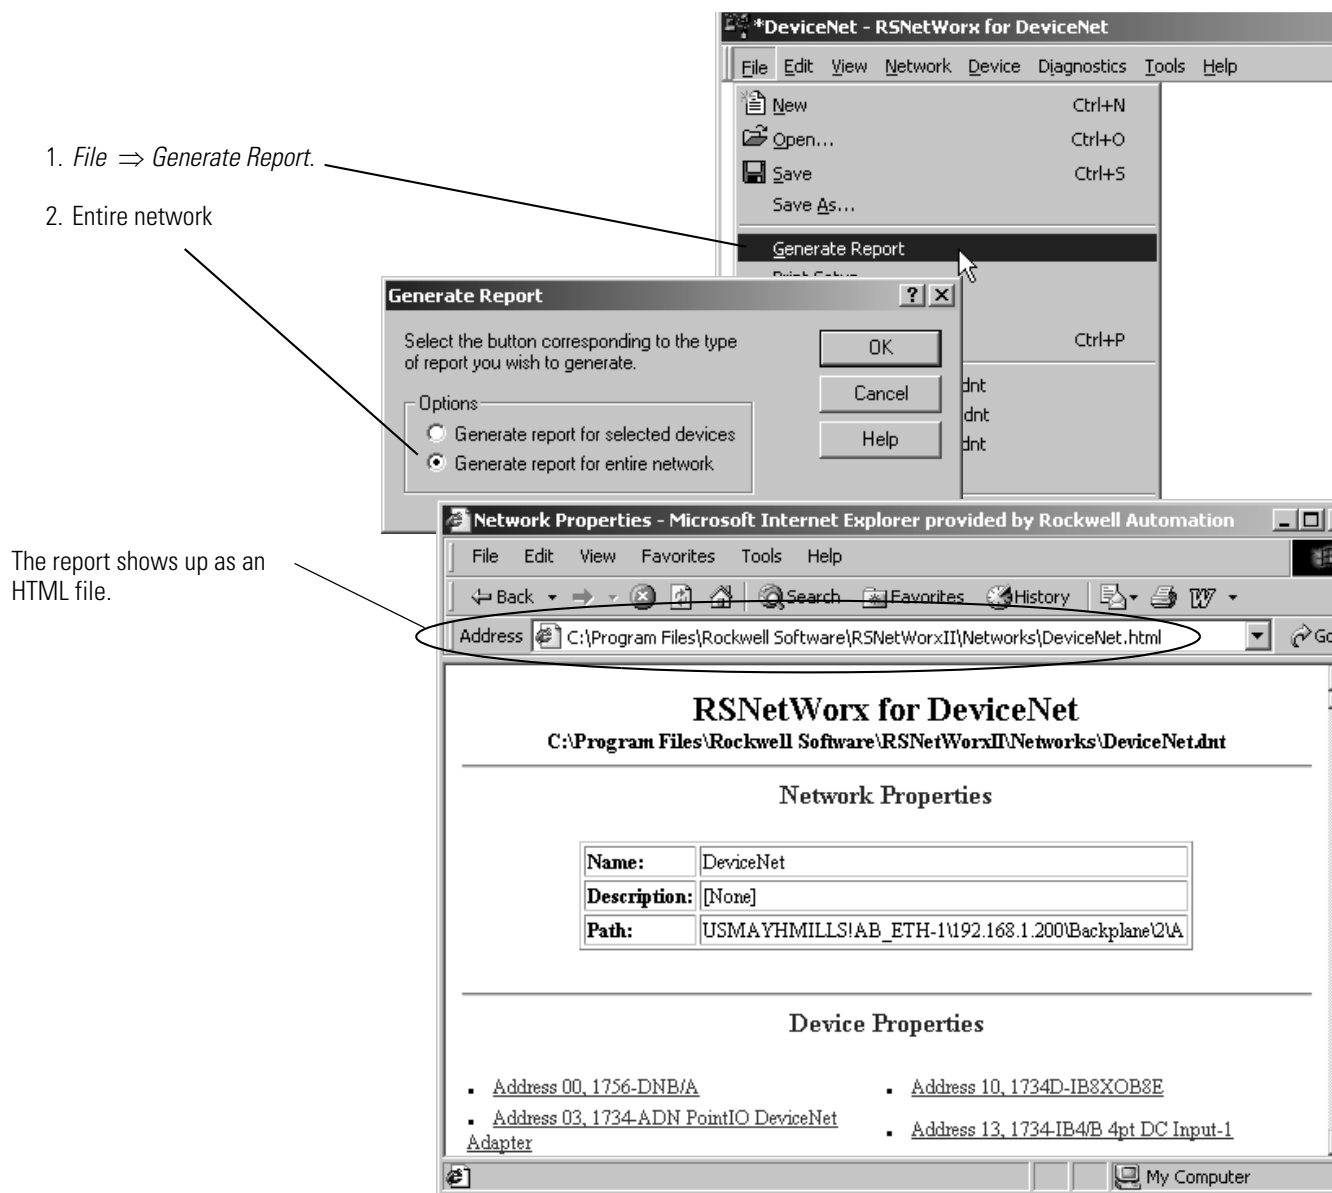 *DeviceNet - RSNetWorx for DeviceNet
File Edit View Network Device Diagnostics Tools Help
New Ctrl+N
Open... Ctrl+O
Save Ctrl+S
Save As...
Generate Report
Print Setup...
Ctrl+P
dnt
dnt
dnt
1. File ⇒ Generate Report.
2. Entire network
Generate Report
Select the button corresponding to the type
of report you wish to generate.
OK
Cancel
Help
Options
Generate report for selected devices
Generate report for entire network
The report shows up as an
HTML file.
Network Properties - Microsoft Internet Explorer provided by Rockwell Automation
File Edit View Favorites Tools Help
Back Search Favorites History
Address C:\Program Files\Rockwell Software\RSNetWorxII\Networks\DeviceNet.html Go
RSNetWorx for DeviceNet
C:\Program Files\Rockwell Software\RSNetWorxII\Networks\DeviceNet.dnt
Network Properties
Name: DeviceNet
Description: [None]
Path: USMAYHMILLS!AB_ETH-1\192.168.1.200\Backplane\2\A
Device Properties
Address 00, 1756-DNB/A
Address 03, 1734-ADN PointIO DeviceNet
Adapter
Address 10, 1734D-IB8XOB8E
Address 13, 1734-IB4/B 4pt DC Input-1
My Computer